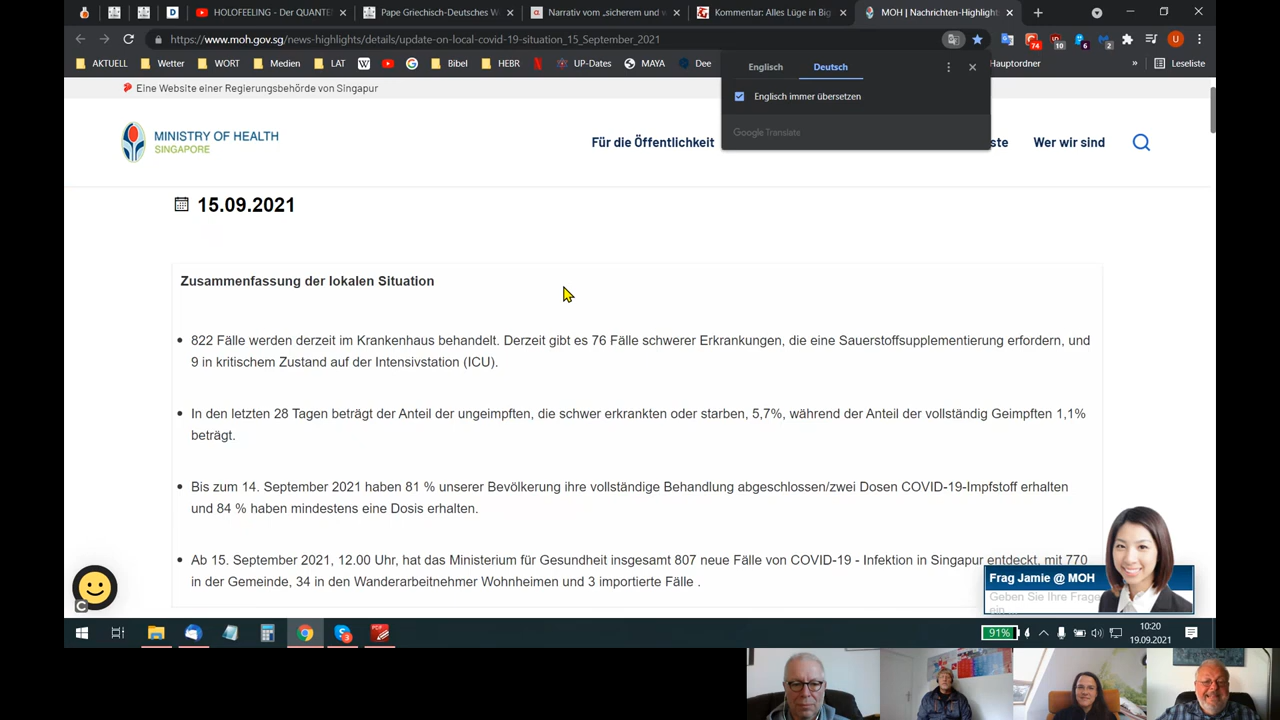 HOLOFEELING - Der QUANTE
Pape Griechisch-Deutsches W
Narrativ vom „sicherem und w
Kommentar: Alles Lüge in Big
MOH | Nachrichten-Highlight
https://www.moh.gov.sg/news-highlights/details/update-on-local-covid-19-situation_15_September_2021
AKTUELL
Wetter
WORT
Medien
LAT
Bibel
HEBR
UP-Dates
MAYA
Dee
Hauptordner
»
Leseliste
Englisch
Deutsch
Englisch immer übersetzen
Google Translate
Eine Website einer Regierungsbehörde von Singapur
MINISTRY OF HEALTH
SINGAPORE
Für die Öffentlichkeit
ste
Wer wir sind
15.09.2021
Zusammenfassung der lokalen Situation
822 Fälle werden derzeit im Krankenhaus behandelt. Derzeit gibt es 76 Fälle schwerer Erkrankungen, die eine Sauerstoffsupplementierung erfordern, und
9 in kritischem Zustand auf der Intensivstation (ICU).
In den letzten 28 Tagen beträgt der Anteil der ungeimpften, die schwer erkrankten oder starben, 5,7%, während der Anteil der vollständig Geimpften 1,1%
beträgt.
Bis zum 14. September 2021 haben 81 % unserer Bevölkerung ihre vollständige Behandlung abgeschlossen/zwei Dosen COVID-19-Impfstoff erhalten
und 84 % haben mindestens eine Dosis erhalten.
Ab 15. September 2021, 12.00 Uhr, hat das Ministerium für Gesundheit insgesamt 807 neue Fälle von COVID-19 - Infektion in Singapur entdeckt, mit 770
in der Gemeinde, 34 in den Wanderarbeitnehmer Wohnheimen und 3 importierte Fälle .
Frag Jamie @ MOH
Geben Sie Ihre Frage
ein ...
91%
10:20
19.09.2021